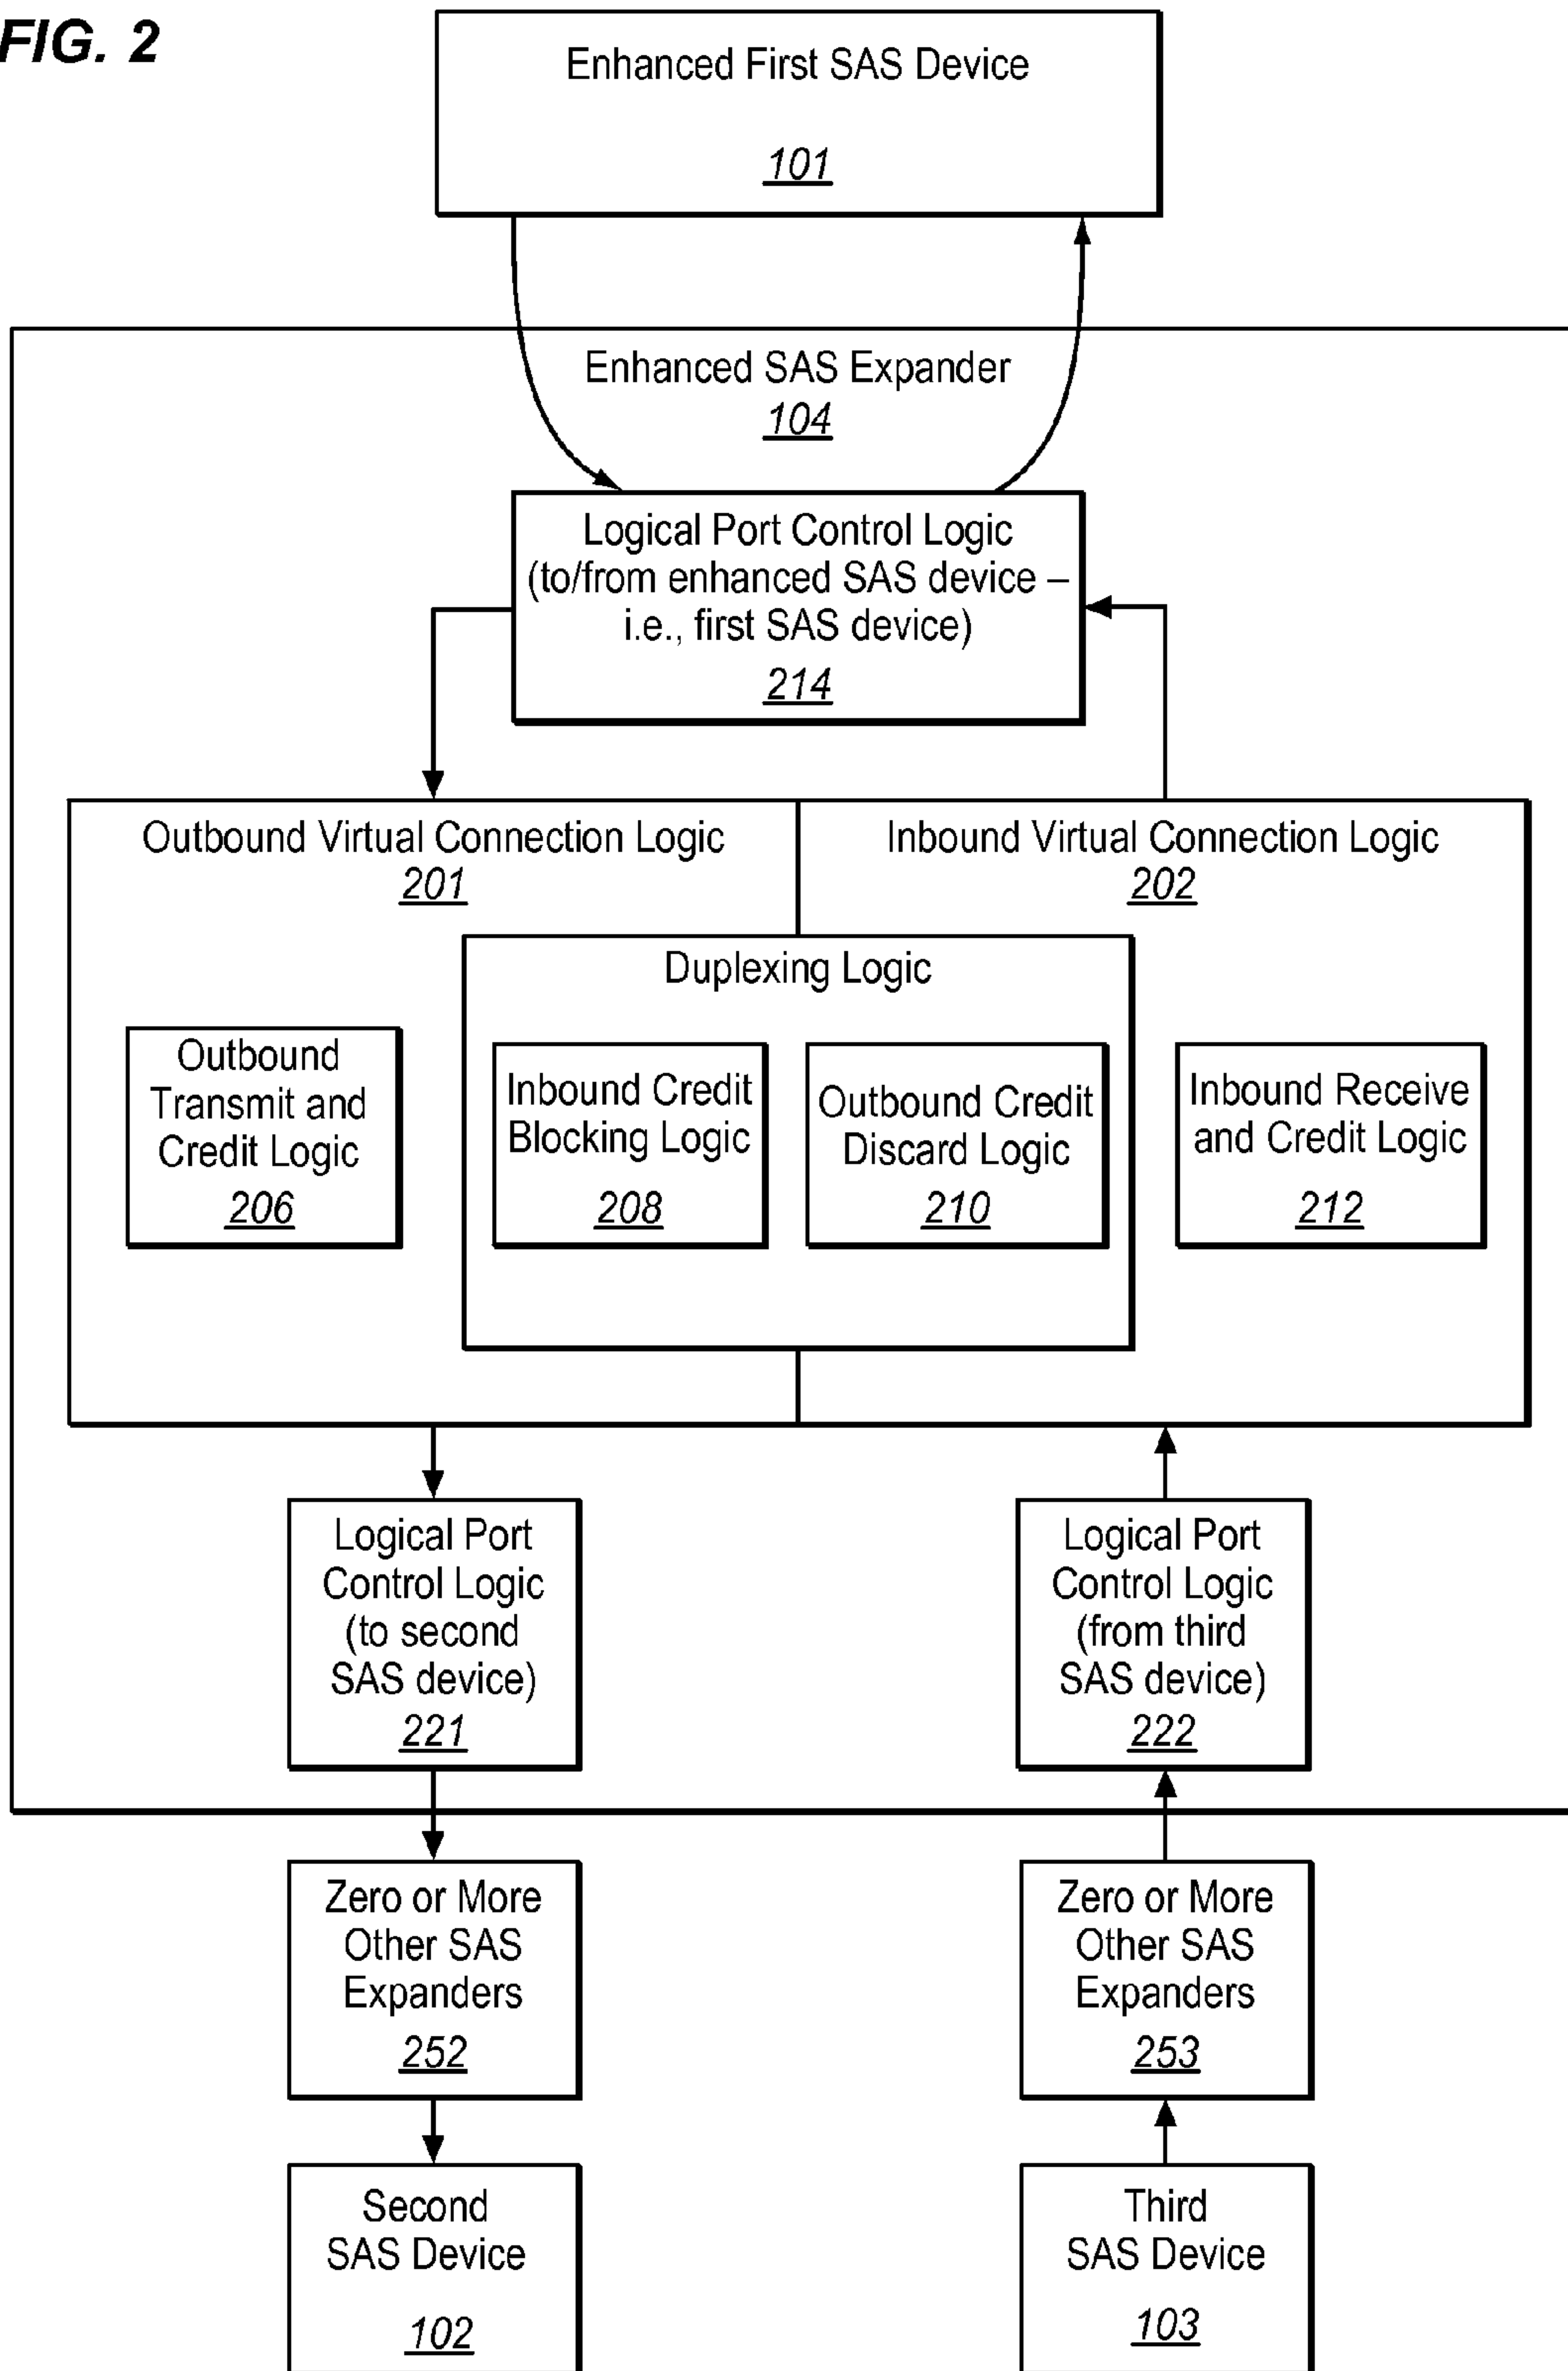 FIG. 2
Enhanced First SAS Device
101
Enhanced SAS Expander
104
Logical Port Control Logic
(to/from enhanced SAS device –
i.e., first SAS device)
214
Outbound Virtual Connection Logic
201
Inbound Virtual Connection Logic
202
Duplexing Logic
Outbound
Transmit and
Credit Logic
206
Inbound Credit
Blocking Logic
208
Outbound Credit
Discard Logic
210
Inbound Receive
and Credit Logic
212
Logical Port
Control Logic
(to second
SAS device)
221
Logical Port
Control Logic
(from third
SAS device)
222
Zero or More
Other SAS
Expanders
252
Zero or More
Other SAS
Expanders
253
Second
SAS Device
102
Third
SAS Device
103